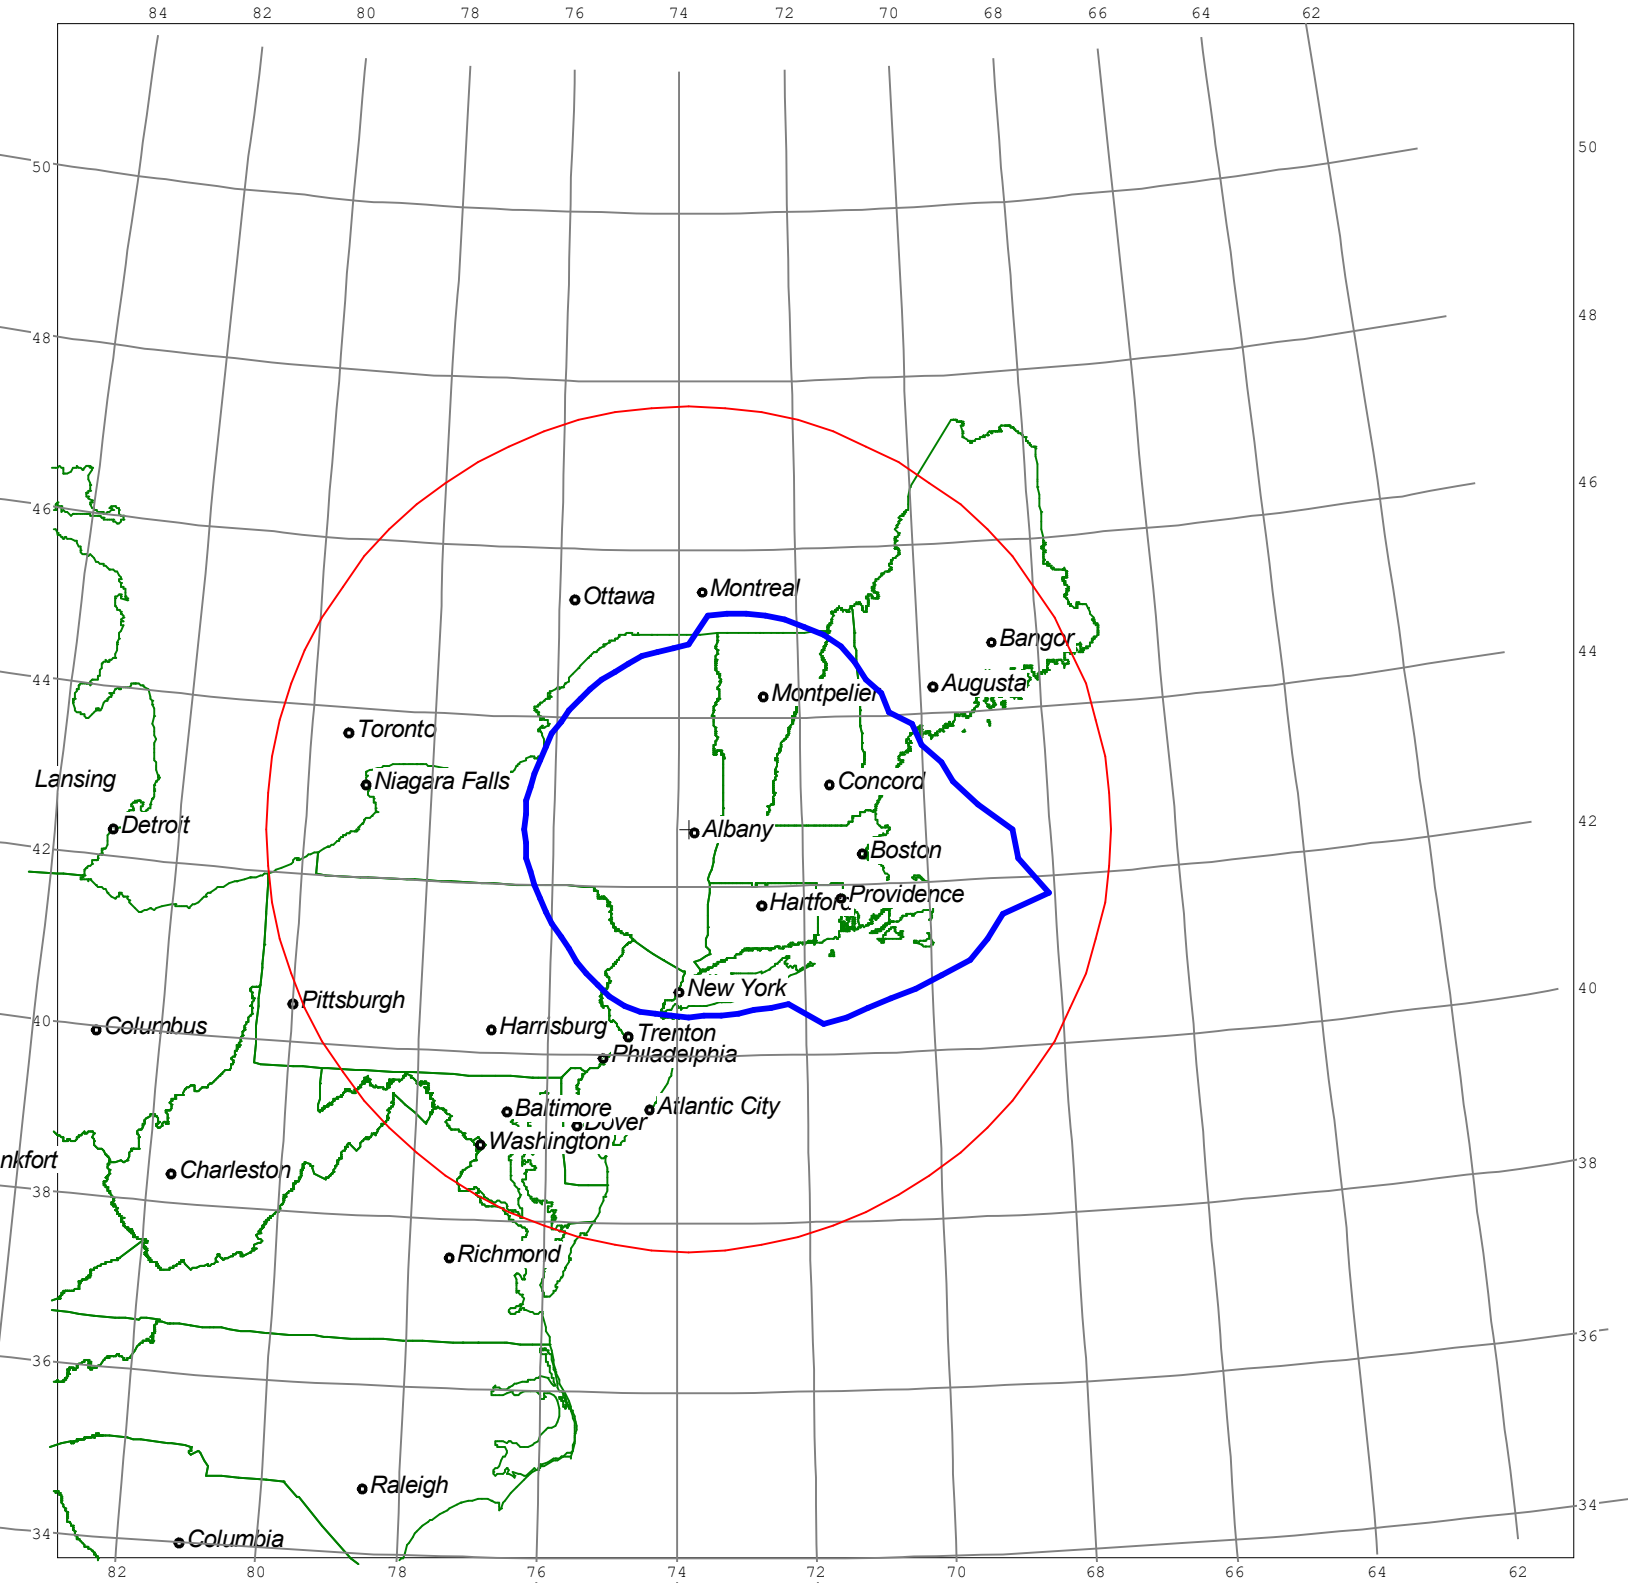 84 82 80 78 76 74 72 70 68 66 64 62
50 50
48 48
46 46
Ottawa Montreal
Bangor
44 44
Montpelier Augusta
Toronto
Lansing Niagara Falls Concord
Detroit Albany 42
42 Boston
Hartford Providence
New York 40
Pittsburgh
40 Columbus Harrisburg Trenton
Philadelphia
Baltimore Atlantic City
Dover
Washington
nkfort 38
Charleston
38
Richmond
36
36
Raleigh
34
34 Columbia
82 80 78 76 74 72 70 68 66 64 62